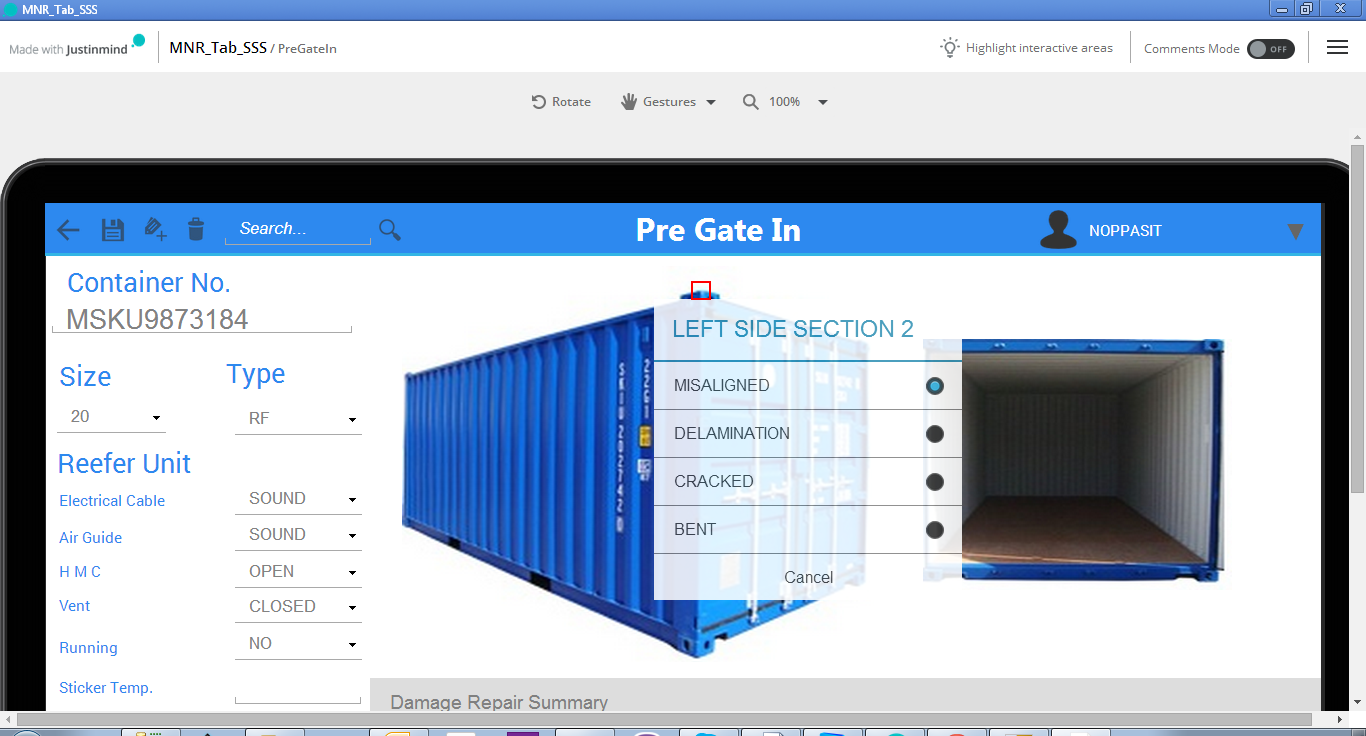 MNR_Tab_SSS
Made with Justinmind
MNR_Tab_SSS / PreGateIn
Highlight interactive areas
Comments Mode
OFF
Rotate
Gestures
100%
Search...
Pre Gate In
NOPPASIT
Container No.
MSKU9873184
Size
Type
20
RF
Reefer Unit
Electrical Cable
SOUND
Air Guide
SOUND
H M C
OPEN
Vent
CLOSED
Running
NO
Sticker Temp.
LEFT SIDE SECTION 2
MISALIGNED
DELAMINATION
CRACKED
BENT
Cancel
Damage Repair Summary